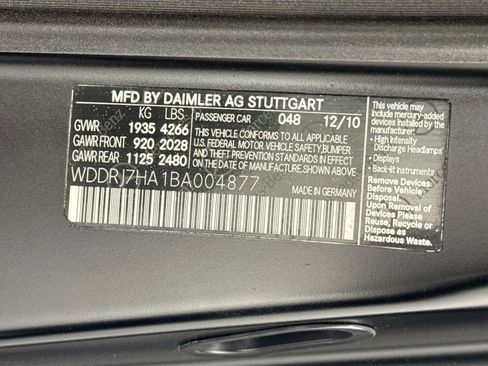 MFD BY DAIMLER AG STUTTGART
KG LBS. PASSENGER CAR 048 12/10
GVWR 1935 4266
GAWR FRONT 920 2028
GAWR REAR 1125 2480
THIS VEHICLE CONFORMS TO ALL APPLICABLE
U.S. FEDERAL MOTOR VEHICLE SAFETY, BUMPER
AND THEFT PREVENTION STANDARDS IN EFFECT
ON THE DATE OF MANUFACTURE SHOWN ABOVE.
WDDRJ7HA1BA004877
MADE IN GERMANY
This vehicle may
include mercury-added
devices installed by the
manufacturer:
• High Intensity
Discharge Headlamps
• Displays
• Back-lit Instruments
Remove Devices
Before Vehicle
Disposal.
Upon Removal of
Devices Please
Reuse, Recycle or
Dispose as
Hazardous Waste.